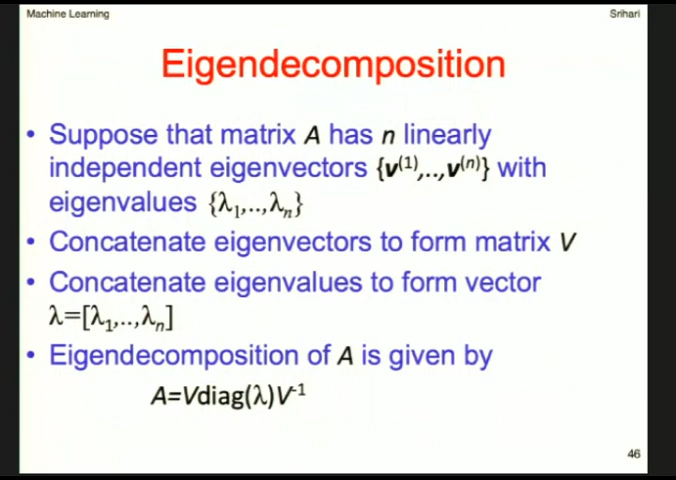 Machine Learning
Srihari
Eigendecomposition
• Suppose that matrix A has n linearly
independent eigenvectors {v⁽¹⁾,..,v⁽ⁿ⁾} with
eigenvalues {λ₁,..,λₙ}
• Concatenate eigenvectors to form matrix V
• Concatenate eigenvalues to form vector
λ=[λ₁,..,λₙ]
• Eigendecomposition of A is given by
A=Vdiag(λ)V⁻¹
46